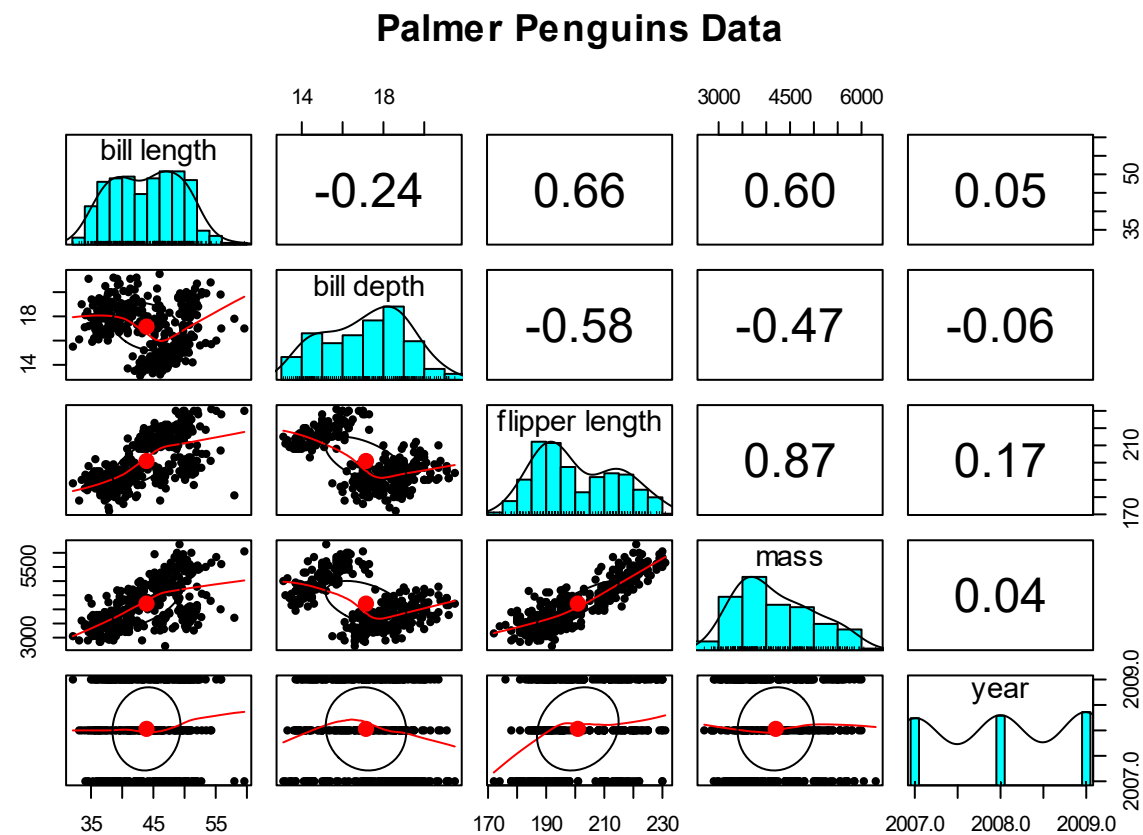 Palmer Penguins Data
14 18 3000 4500 6000
bill length -0.24 0.66 0.60 0.05 35 50
14 18 bill depth -0.58 -0.47 -0.06
flipper length 0.87 0.17 170 210
3000 5500 mass 0.04
year 2007.0 2009.0
35 45 55 170 190 210 230 2007.0 2008.0 2009.0